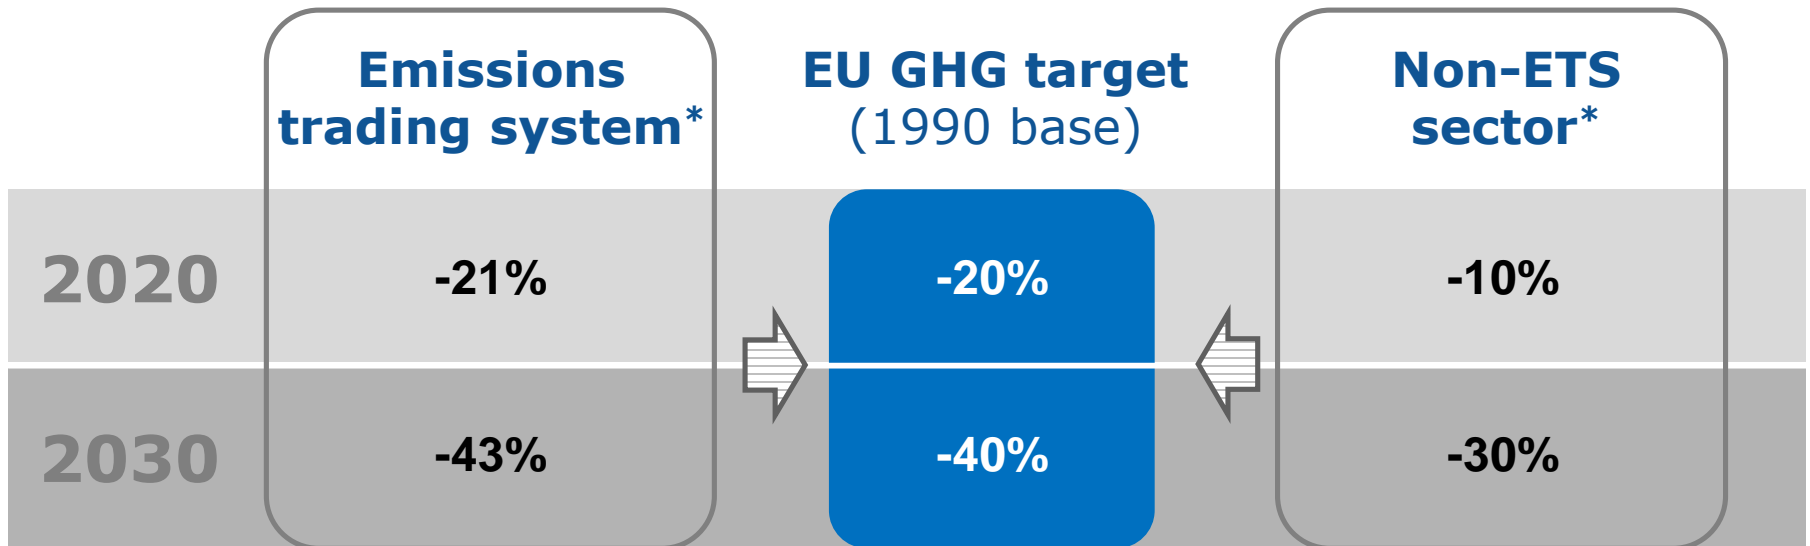 Emissions
trading system*
EU GHG target
(1990 base)
Non-ETS
sector*
2020
-21%
-20%
-10%
2030
-43%
-40%
-30%